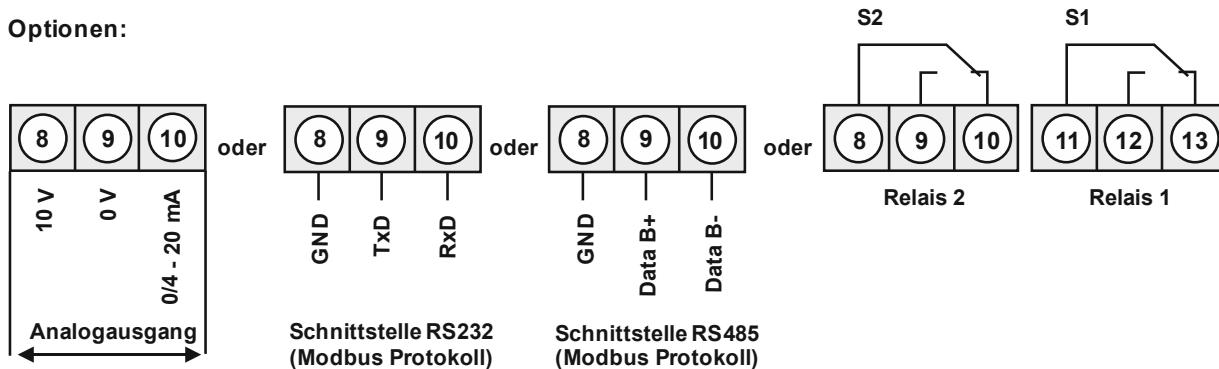 Optionen:
S2
S1
8 9 10 oder 8 9 10 oder 8 9 10 oder 8 9 10 11 12 13
10 V
0 V
0/4 - 20 mA
GND
TxD
RxD
GND
Data B+
Data B-
Relais 2
Relais 1
Analogausgang
Schnittstelle RS232
(Modbus Protokoll)
Schnittstelle RS485
(Modbus Protokoll)